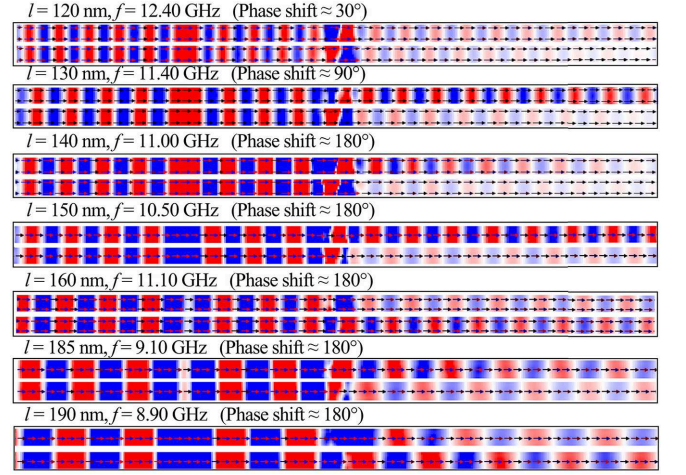 l = 120 nm, f = 12.40 GHz (Phase shift ≈ 30°)
l = 130 nm, f = 11.40 GHz (Phase shift ≈ 90°)
l = 140 nm, f = 11.00 GHz (Phase shift ≈ 180°)
l = 150 nm, f = 10.50 GHz (Phase shift ≈ 180°)
l = 160 nm, f = 11.10 GHz (Phase shift ≈ 180°)
l = 185 nm, f = 9.10 GHz (Phase shift ≈ 180°)
l = 190 nm, f = 8.90 GHz (Phase shift ≈ 180°)